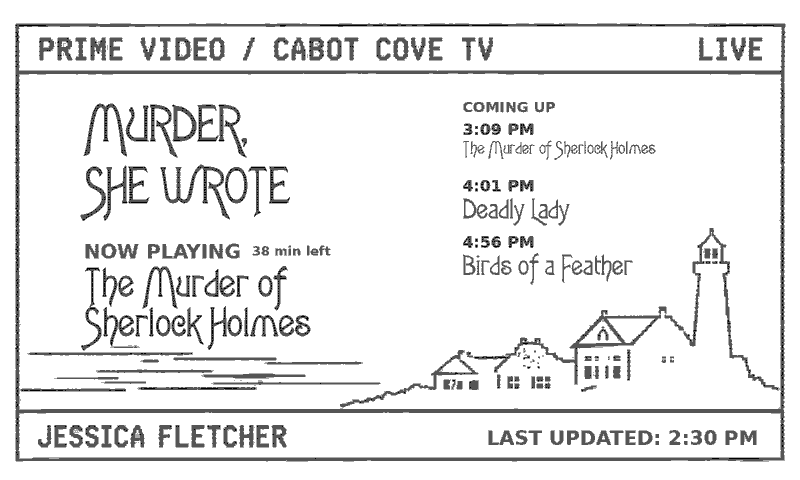 PRIME VIDEO / CABOT COVE TV
LIVE
MURDER,
SHE WROTE
NOW PLAYING 38 min left
The Murder of
Sherlock Holmes
COMING UP
3:09 PM
The Murder of Sherlock Holmes
4:01 PM
Deadly Lady
4:56 PM
Birds of a Feather
JESSICA FLETCHER
LAST UPDATED: 2:30 PM